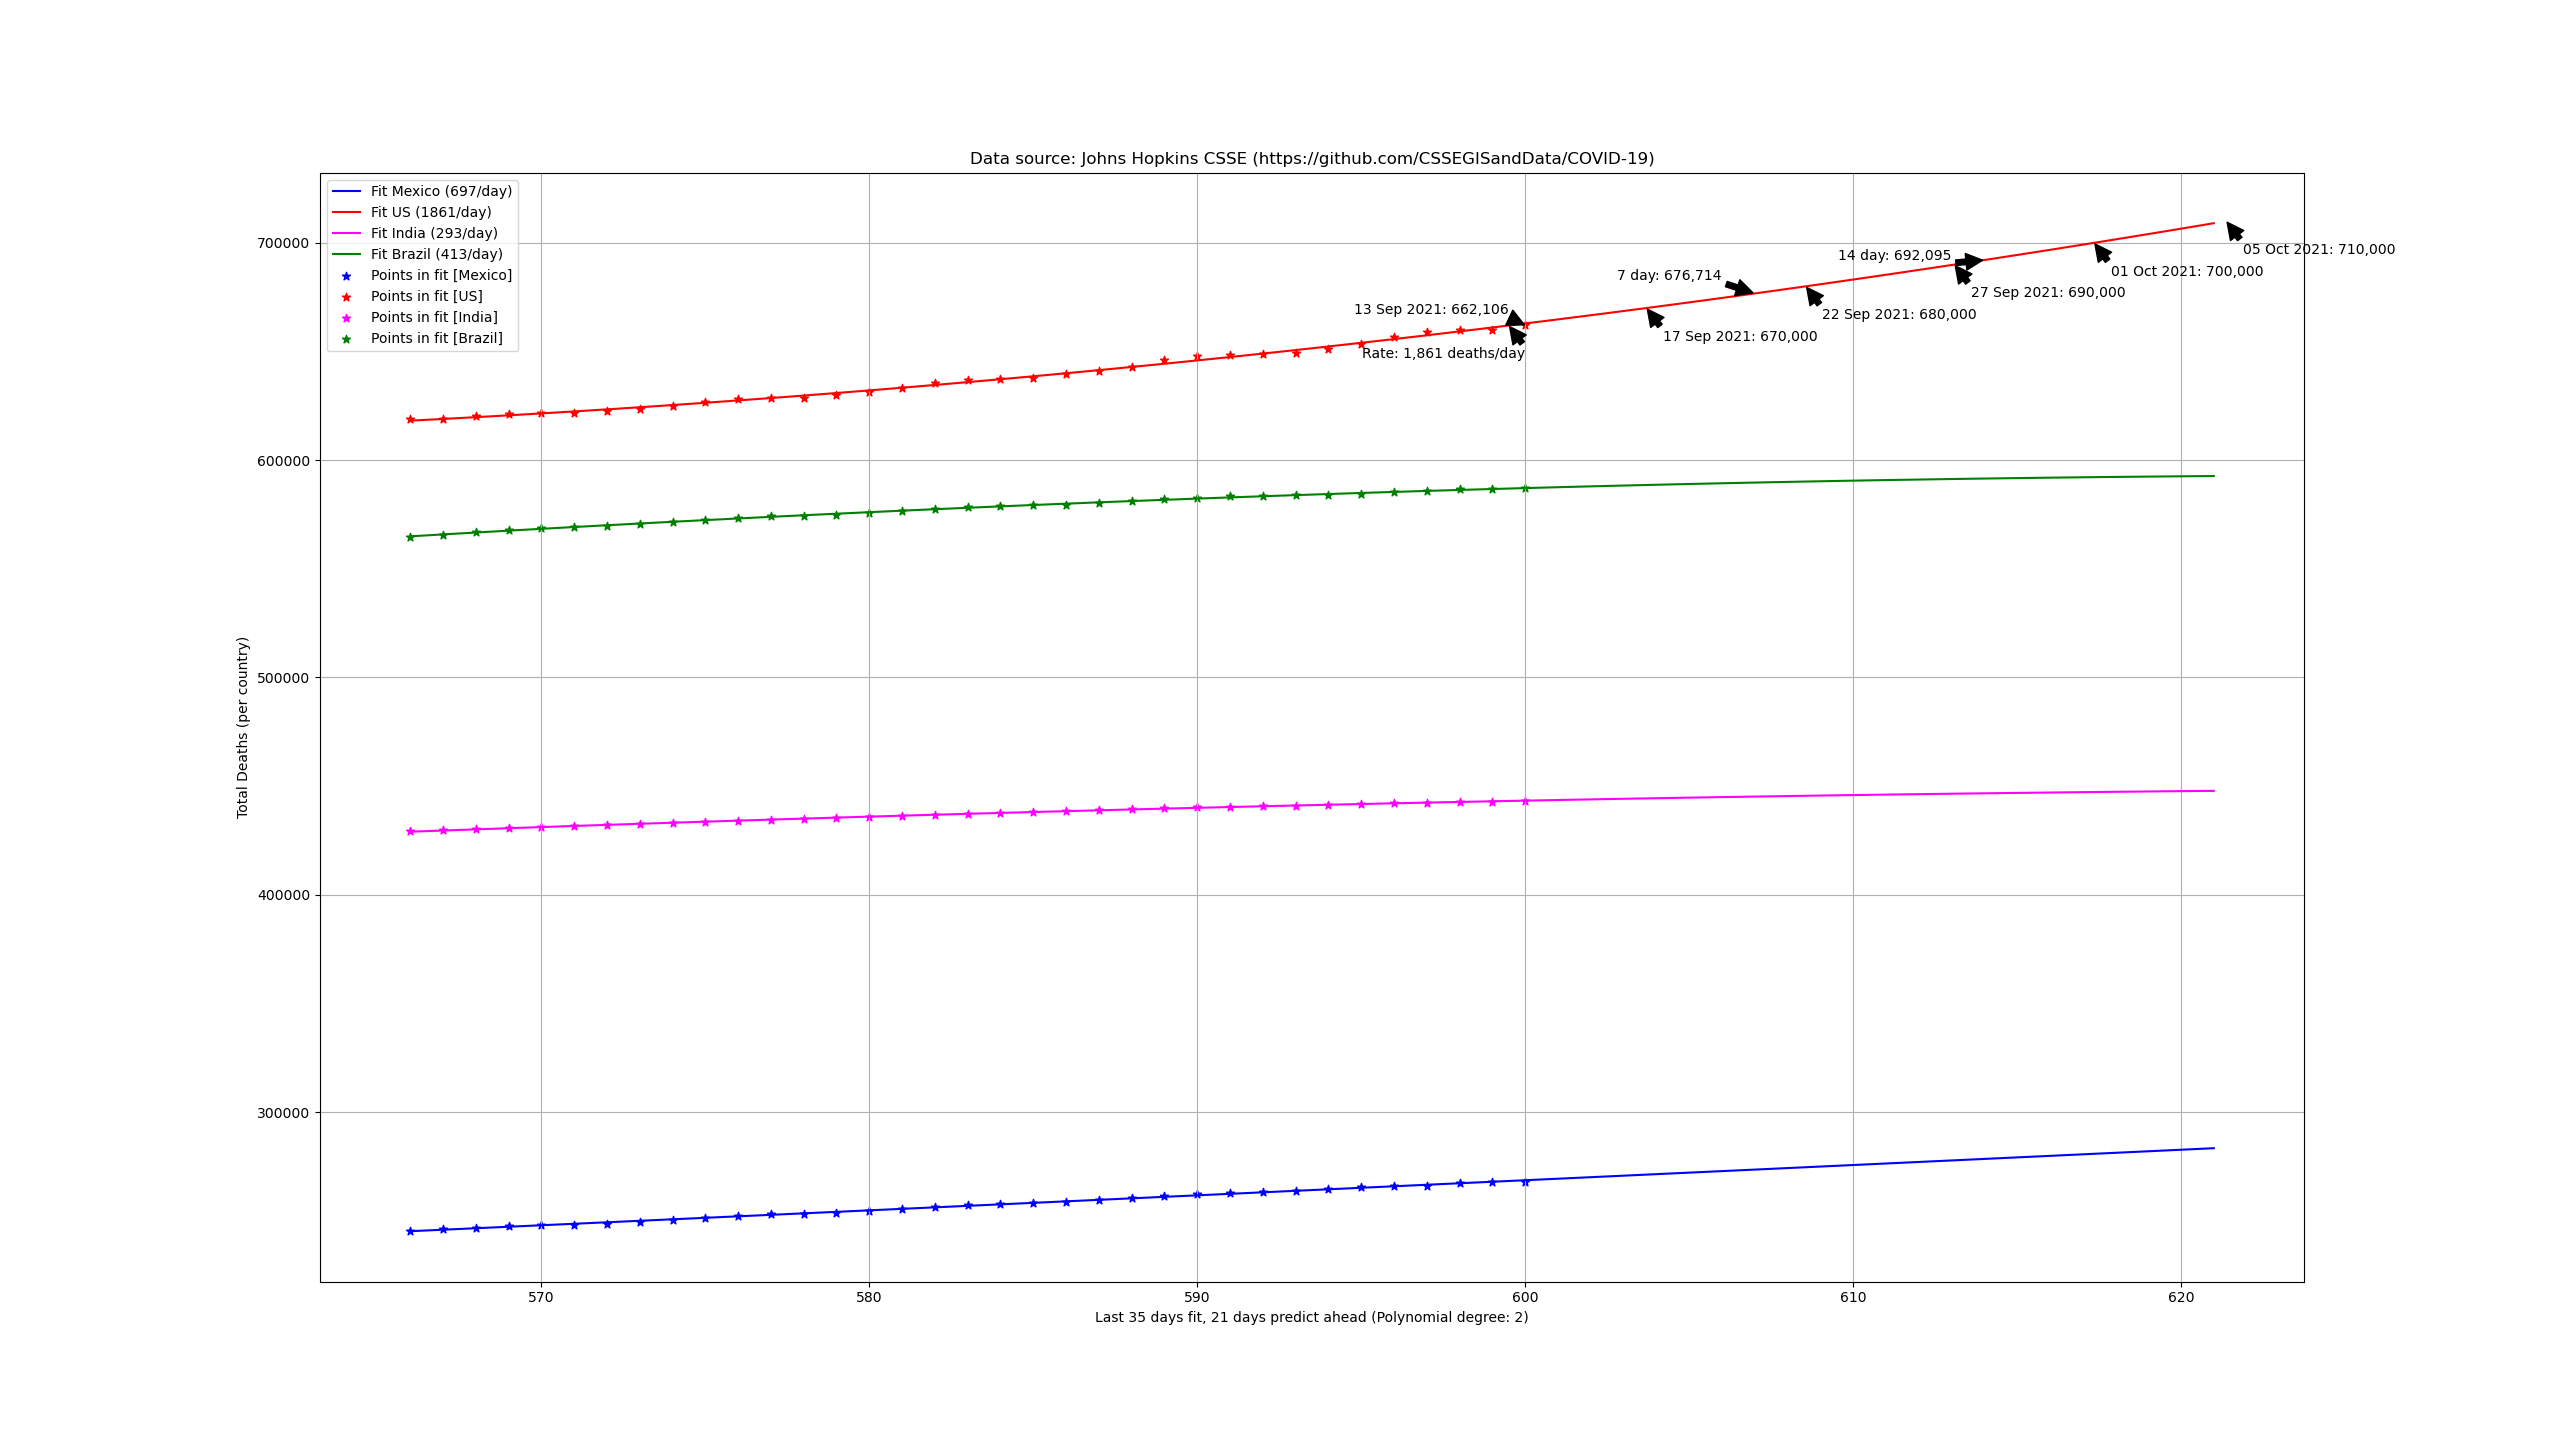 Data source: Johns Hopkins CSSE (https://github.com/CSSEGISandData/COVID-19)
Fit Mexico (697/day)
Fit US (1861/day)
Fit India (293/day)
Fit Brazil (413/day)
Points in fit [Mexico]
Points in fit [US]
Points in fit [India]
Points in fit [Brazil]
700000
600000
500000
400000
300000
Total Deaths (per country)
13 Sep 2021: 662,106
Rate: 1,861 deaths/day
7 day: 676,714
14 day: 692,095
17 Sep 2021: 670,000
22 Sep 2021: 680,000
27 Sep 2021: 690,000
01 Oct 2021: 700,000
05 Oct 2021: 710,000
570
580
590
600
610
620
Last 35 days fit, 21 days predict ahead (Polynomial degree: 2)